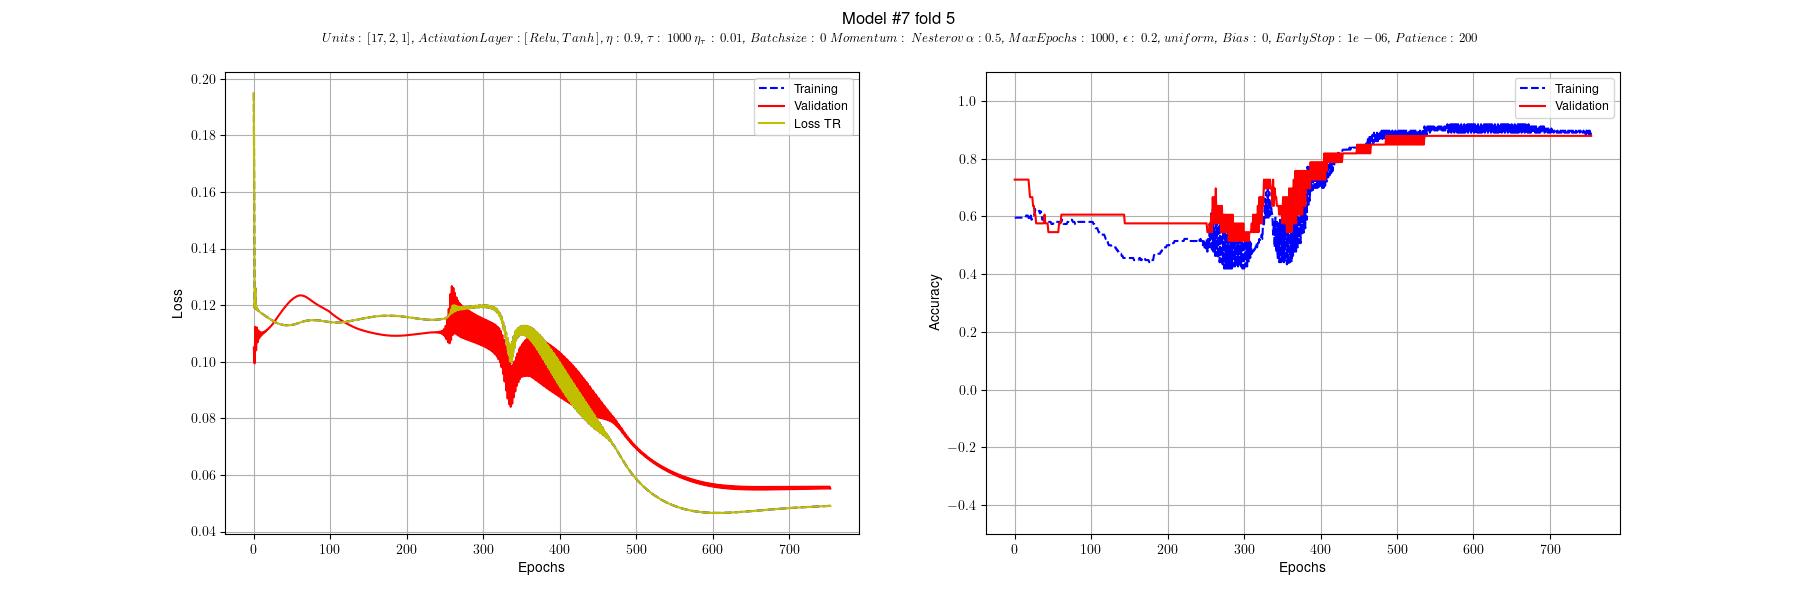 Model #7 fold 5
Units : [17, 2, 1], ActivationLayer : [Relu, Tanh], η : 0.9, τ : 1000 ητ : 0.01, Batchsize : 0 Momentum : Nesterov α : 0.5, MaxEpochs : 1000, ϵ : 0.2, uniform, Bias : 0, EarlyStop : 1e − 06, Patience : 200
0.20
0.18
0.16
0.14
0.12
0.10
0.08
0.06
0.04
Loss
Training
Validation
Loss TR
0 100 200 300 400 500 600 700
Epochs
1.0
0.8
0.6
0.4
0.2
0.0
−0.2
−0.4
Accuracy
Training
Validation
0 100 200 300 400 500 600 700
Epochs